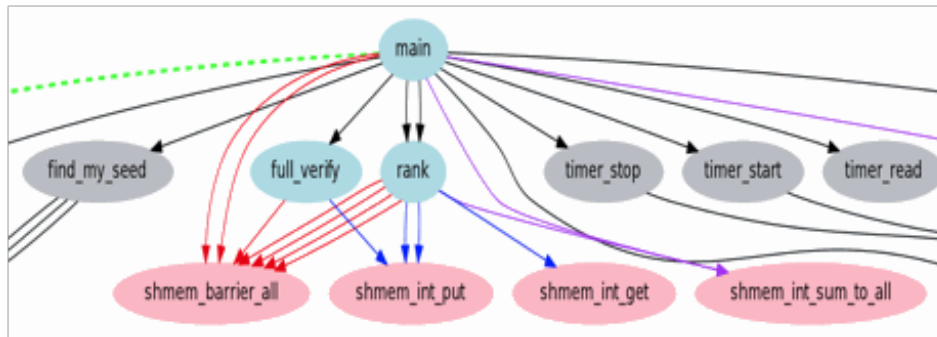 main
find_my_seed
full_verify
rank
timer_stop
timer_start
timer_read
shmem_barrier_all
shmem_int_put
shmem_int_get
shmem_int_sum_to_all